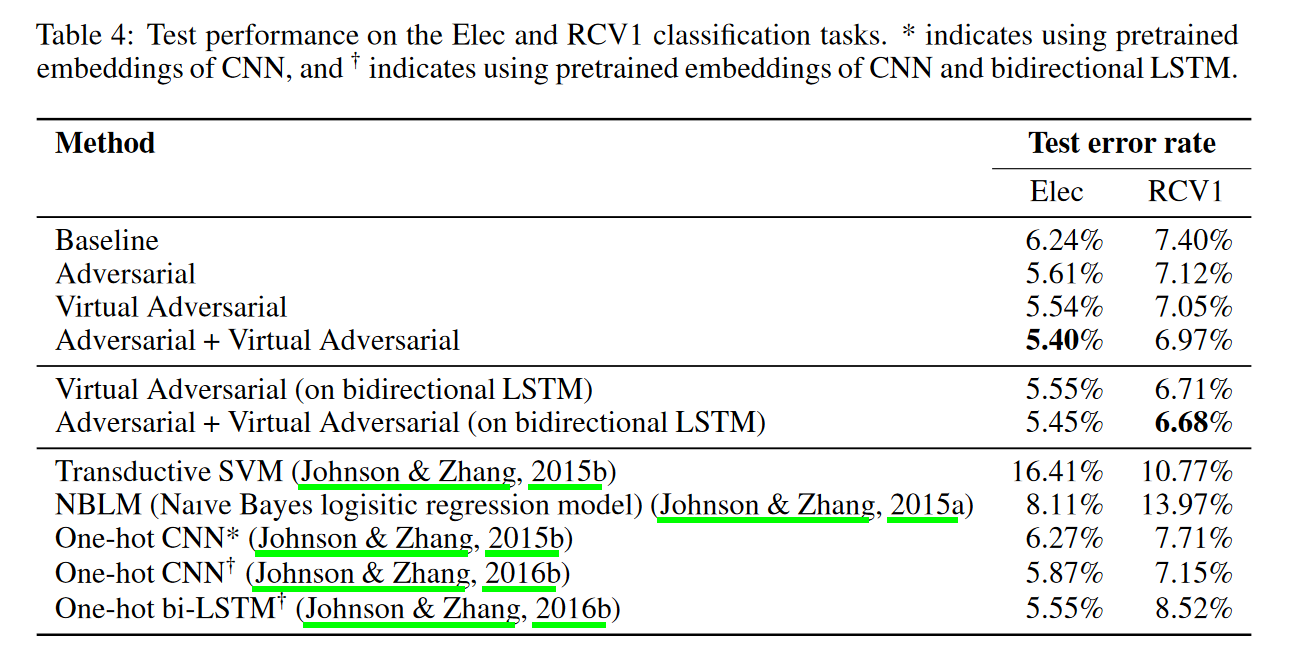 Table 4: Test performance on the Elec and RCV1 classification tasks. * indicates using pretrained
embeddings of CNN, and † indicates using pretrained embeddings of CNN and bidirectional LSTM.
Method Test error rate
Elec RCV1
Baseline 6.24% 7.40%
Adversarial 5.61% 7.12%
Virtual Adversarial 5.54% 7.05%
Adversarial + Virtual Adversarial 5.40% 6.97%
Virtual Adversarial (on bidirectional LSTM) 5.55% 6.71%
Adversarial + Virtual Adversarial (on bidirectional LSTM) 5.45% 6.68%
Transductive SVM (Johnson & Zhang, 2015b) 16.41% 10.77%
NBLM (Naıve Bayes logisitic regression model) (Johnson & Zhang, 2015a) 8.11% 13.97%
One-hot CNN* (Johnson & Zhang, 2015b) 6.27% 7.71%
One-hot CNN† (Johnson & Zhang, 2016b) 5.87% 7.15%
One-hot bi-LSTM† (Johnson & Zhang, 2016b) 5.55% 8.52%